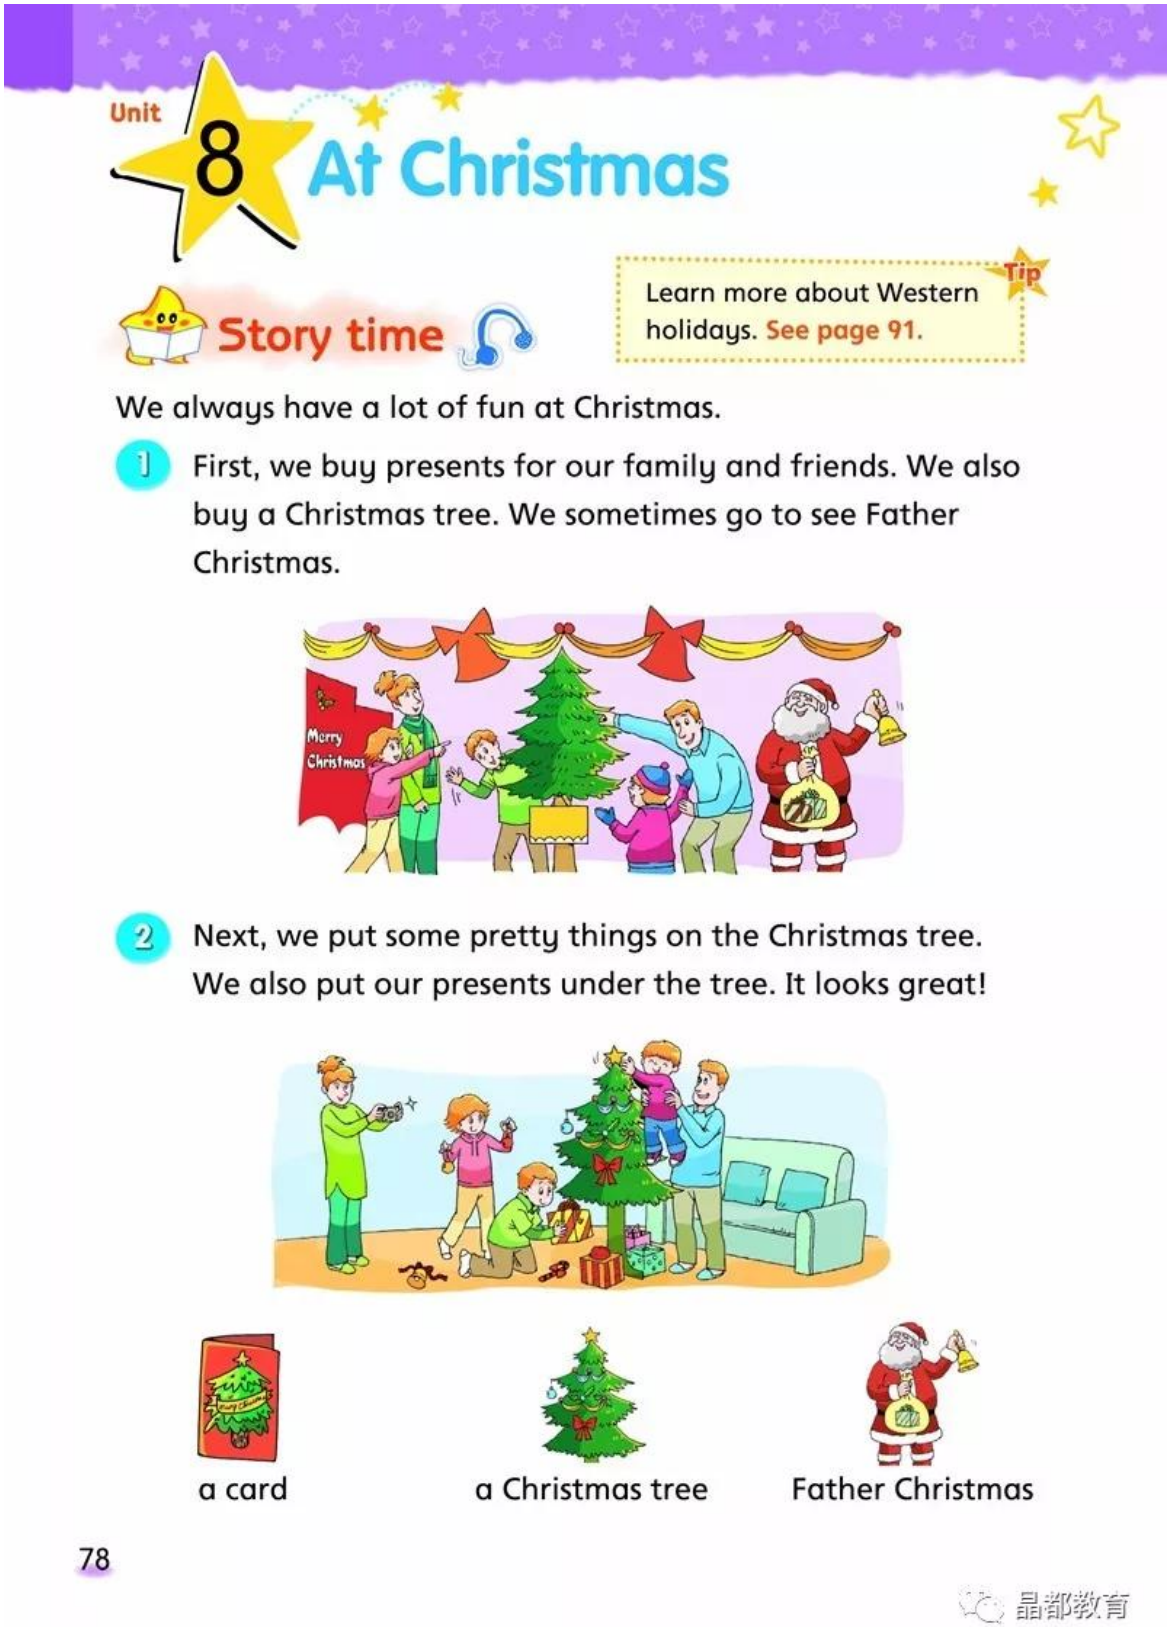 Unit
8 At Christmas
Tip
Learn more about Western
holidays. See page 91.
Story time
We always have a lot of fun at Christmas.
1 First, we buy presents for our family and friends. We also
buy a Christmas tree. We sometimes go to see Father
Christmas.
Merry
Christmas
2 Next, we put some pretty things on the Christmas tree.
We also put our presents under the tree. It looks great!
a card
a Christmas tree
Father Christmas
78
晶都教育